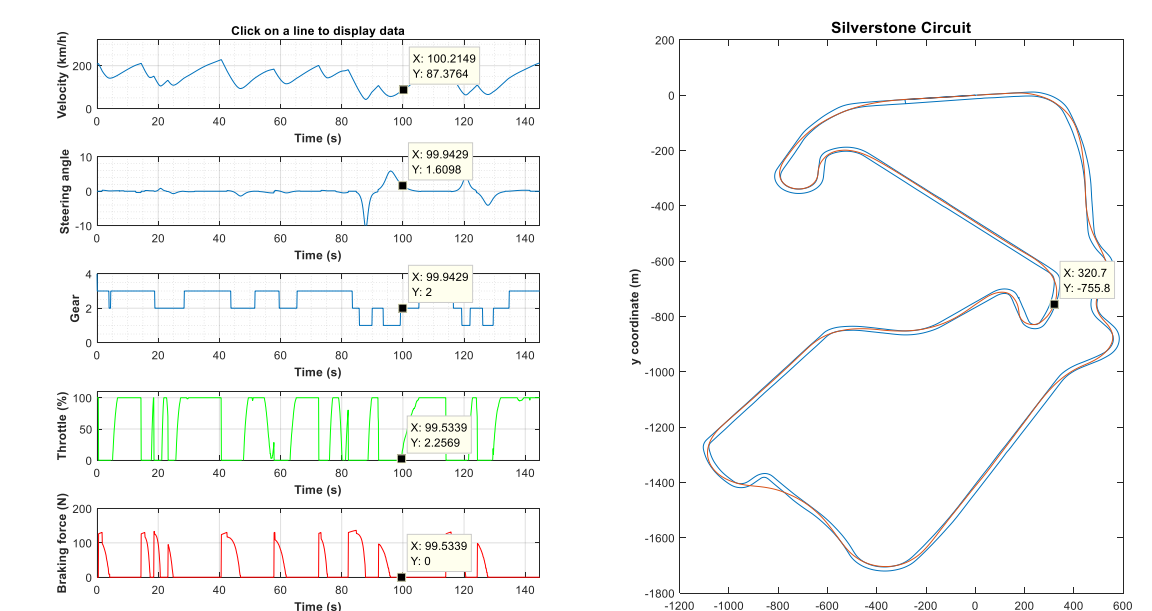 Click on a line to display data
Velocity (km/h)
200
0
X: 100.2149
Y: 87.3764
0 20 40 60 80 100 120 140
Time (s)
Steering angle
10
0
-10
X: 99.9429
Y: 1.6098
0 20 40 60 80 100 120 140
Time (s)
Gear
4
2
0
X: 99.9429
Y: 2
0 20 40 60 80 100 120 140
Time (s)
Throttle (%)
100
50
0
X: 99.5339
Y: 2.2569
0 20 40 60 80 100 120 140
Time (s)
Braking force (N)
200
100
0
X: 99.5339
Y: 0
0 20 40 60 80 100 120 140
Time (s)
Silverstone Circuit
y coordinate (m)
200
0
-200
-400
-600
-800
-1000
-1200
-1400
-1600
-1800
X: 320.7
Y: -755.8
-1200 -1000 -800 -600 -400 -200 0 200 400 600